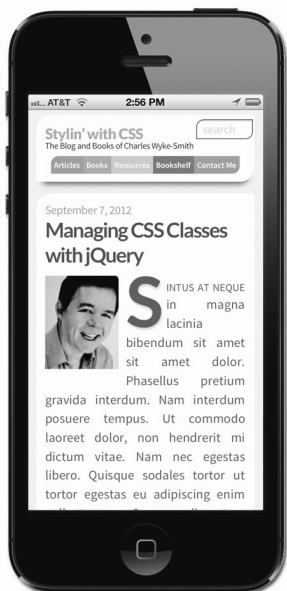 AT&T 2:56 PM
Stylin' with CSS
search
The Blog and Books of Charles Wyke-Smith
Articles Books Resources Bookshelf Contact Me
September 7, 2012
Managing CSS Classes
with jQuery
SINTUS AT NEQUE
in magna
lacinia
bibendum sit amet
sit amet dolor.
Phasellus pretium
gravida interdum. Nam interdum
posuere tempus. Ut commodo
laoreet dolor, non hendrerit mi
dictum vitae. Nam nec egestas
libero. Quisque sodales tortor ut
tortor egestas eu adipiscing enim